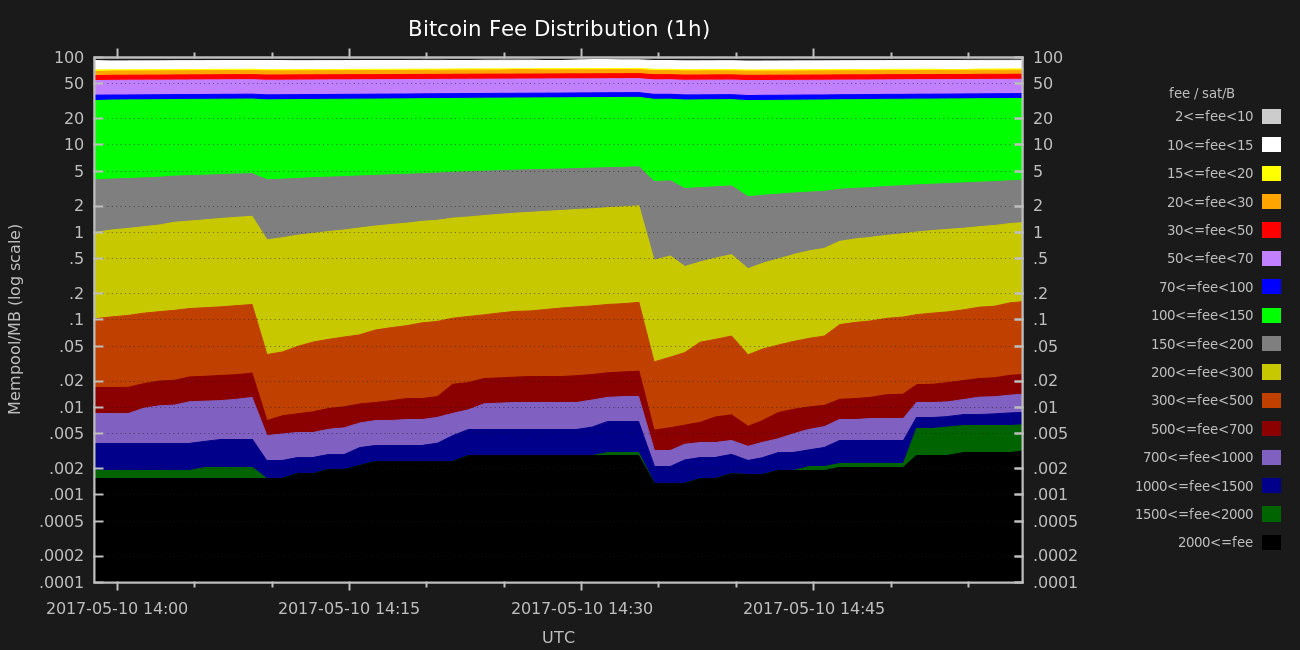 Bitcoin Fee Distribution (1h)
Mempool/MB (log scale)
100
50
20
10
5
2
1
.5
.2
.1
.05
.02
.01
.005
.002
.001
.0005
.0002
.0001
100
50
20
10
5
2
1
.5
.2
.1
.05
.02
.01
.005
.002
.001
.0005
.0002
.0001
2017-05-10 14:00
2017-05-10 14:15
2017-05-10 14:30
2017-05-10 14:45
UTC
fee / sat/B
2<=fee<10
10<=fee<15
15<=fee<20
20<=fee<30
30<=fee<50
50<=fee<70
70<=fee<100
100<=fee<150
150<=fee<200
200<=fee<300
300<=fee<500
500<=fee<700
700<=fee<1000
1000<=fee<1500
1500<=fee<2000
2000<=fee